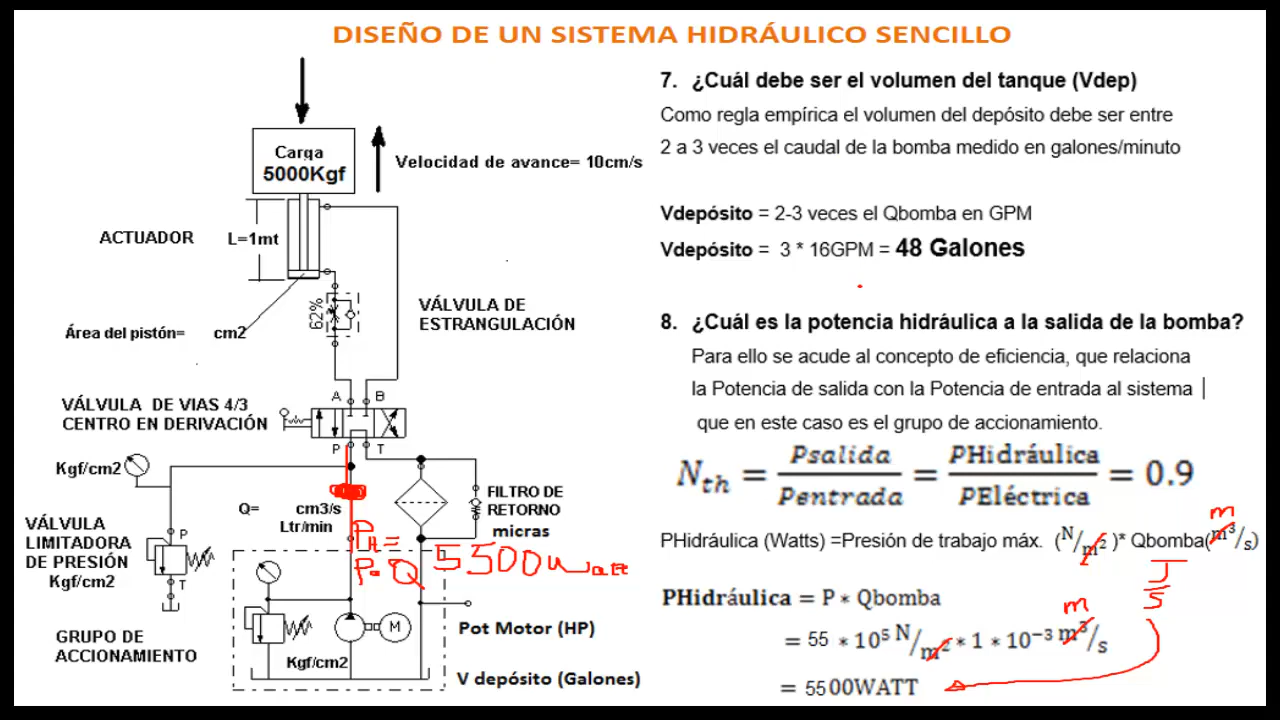 DISEÑO DE UN SISTEMA HIDRÁULICO SENCILLO
Carga
5000Kgf
Velocidad de avance= 10cm/s
ACTUADOR
L=1mt
62%
VÁLVULA DE
ESTRANGULACIÓN
Área del pistón= cm2
VÁLVULA DE VIAS 4/3
CENTRO EN DERIVACIÓN
A B
P T
Kgf/cm2
Q= cm3/s
Ltr/min
FILTRO DE
RETORNO
micras
VÁLVULA
LIMITADORA
DE PRESIÓN
Kgf/cm2
P
T
PH =
P. Q 5500 Watt
GRUPO DE
ACCIONAMIENTO
M
Kgf/cm2
Pot Motor (HP)
V depósito (Galones)
7. ¿Cuál debe ser el volumen del tanque (Vdep)
Como regla empírica el volumen del depósito debe ser entre
2 a 3 veces el caudal de la bomba medido en galones/minuto
Vdepósito = 2-3 veces el Qbomba en GPM
Vdepósito = 3 * 16GPM = 48 Galones
8. ¿Cuál es la potencia hidráulica a la salida de la bomba?
Para ello se acude al concepto de eficiencia, que relaciona
la Potencia de salida con la Potencia de entrada al sistema
que en este caso es el grupo de accionamiento.
Nth = Psalida/Pentrada = PHidráulica/PEléctrica = 0.9
m
PHidráulica (Watts) =Presión de trabajo máx. (N/m2 )* Qbomba(m3/s)
J/s
PHidráulica = P * Qbomba
m
= 55 * 10⁵ N/m² * 1 * 10⁻³ m³/s
= 5500WATT